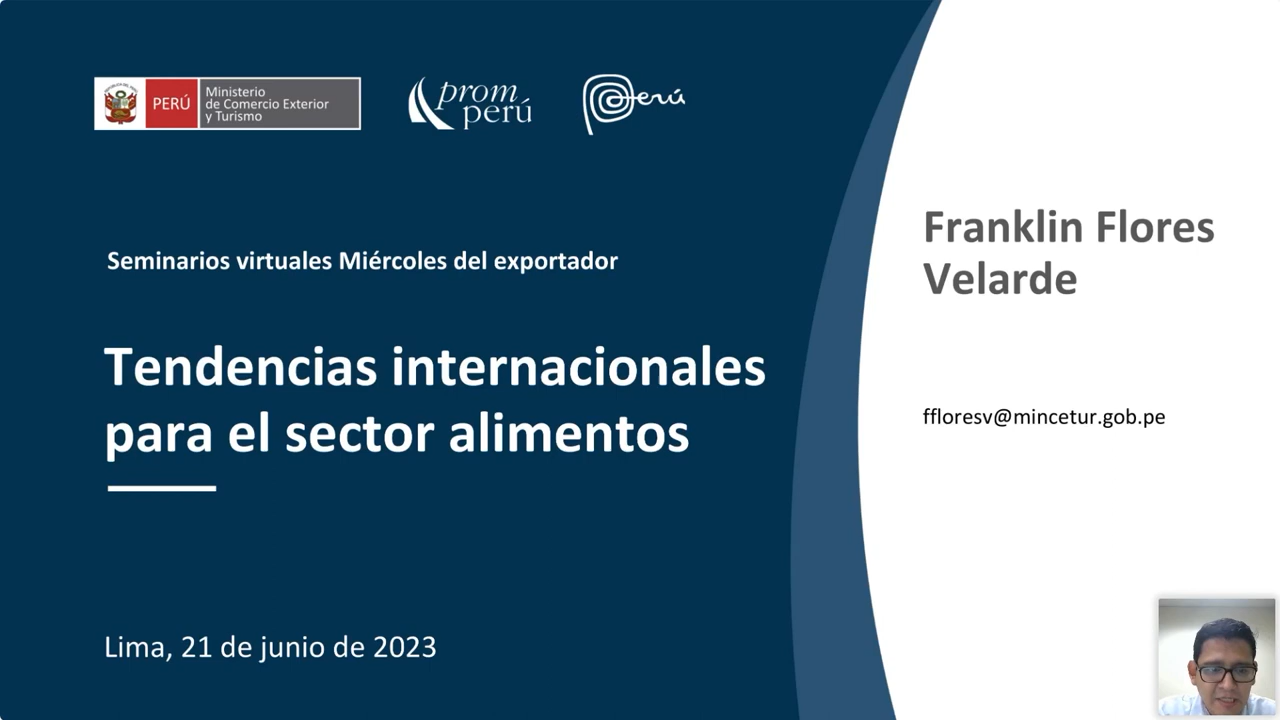 PERÚ
Ministerio
de Comercio Exterior
y Turismo
prom
perú
Perú
Seminarios virtuales Miércoles del exportador
Tendencias internacionales
para el sector alimentos
Lima, 21 de junio de 2023
Franklin Flores
Velarde
ffloresv@mincetur.gob.pe